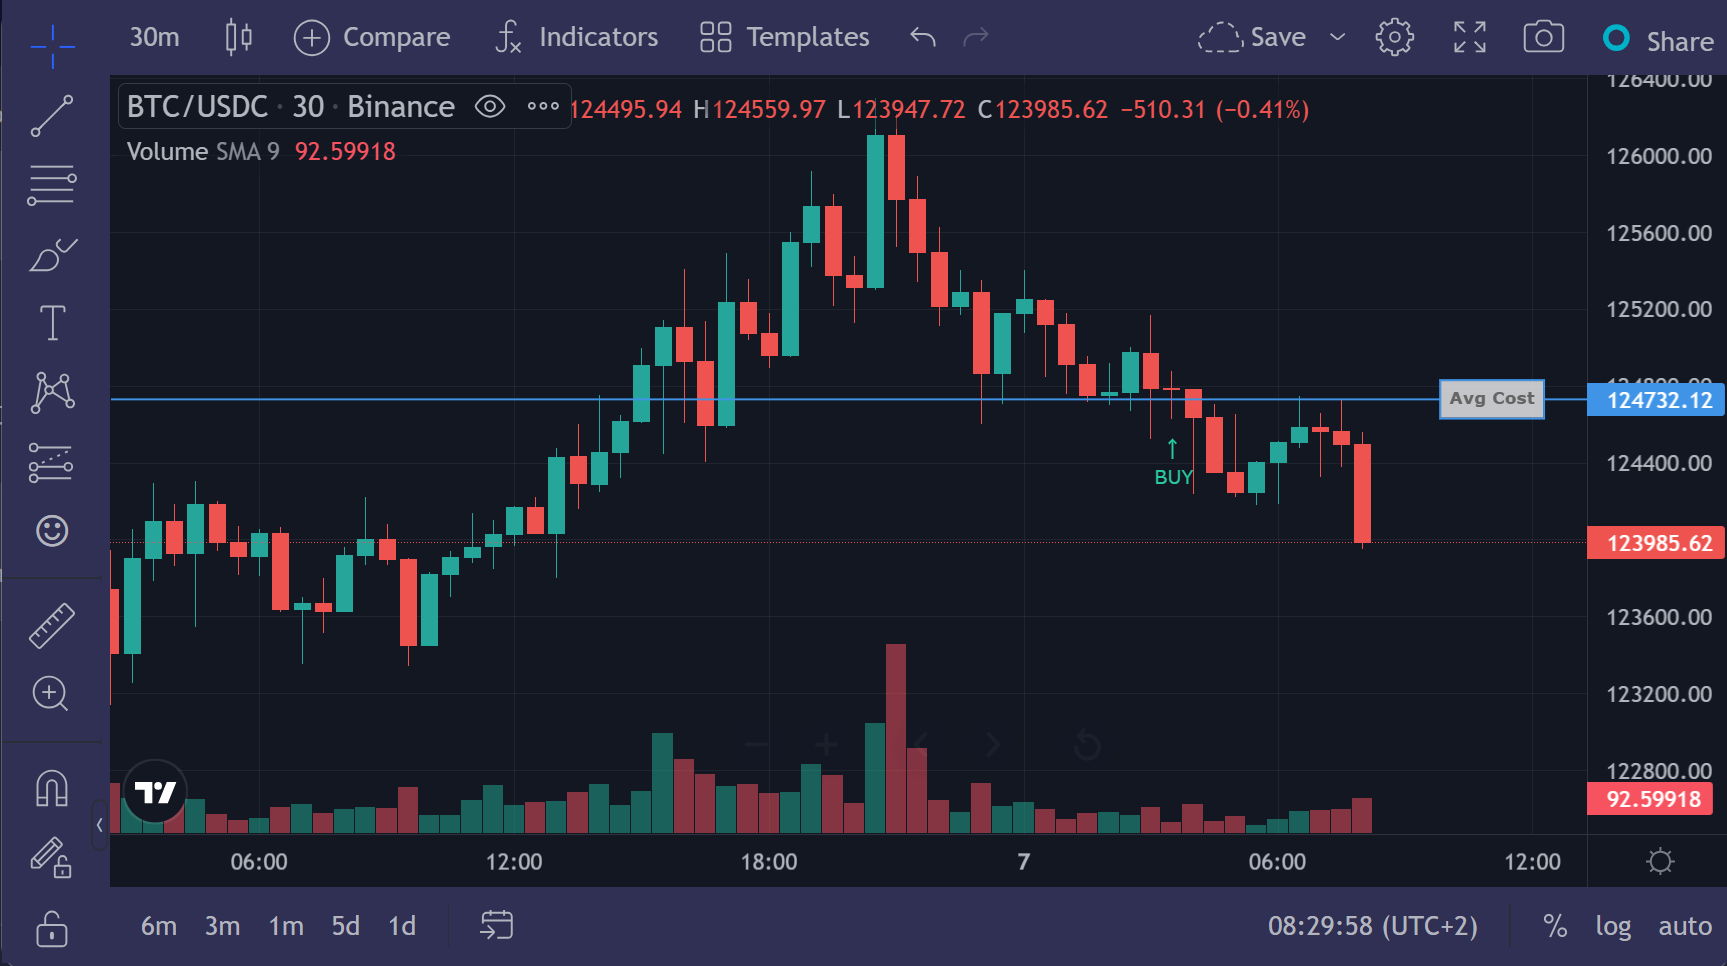 30m Compare Indicators Templates Save Share
BTC/USDC · 30 · Binance 124495.94 H124559.97 L123947.72 C123985.62 −510.31 (−0.41%)
Volume SMA 9 92.59918
126400.00
126000.00
125600.00
125200.00
124800.00
Avg Cost 124732.12
BUY
124400.00
123985.62
123600.00
123200.00
122800.00
92.59918
06:00 12:00 18:00 7 06:00 12:00
6m 3m 1m 5d 1d 08:29:58 (UTC+2) % log auto